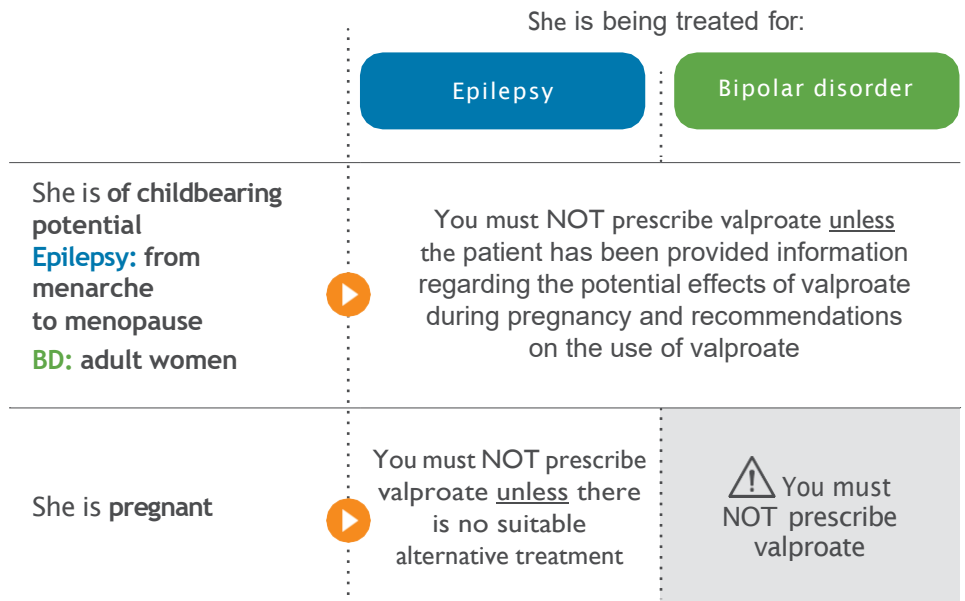 She is being treated for:
Epilepsy
Bipolar disorder
She is of childbearing
potential
Epilepsy: from
menarche
to menopause
BD: adult women
You must NOT prescribe valproate unless
the patient has been provided information
regarding the potential effects of valproate
during pregnancy and recommendations
on the use of valproate
She is pregnant
You must NOT prescribe
valproate unless there
is no suitable
alternative treatment
You must
NOT prescribe
valproate